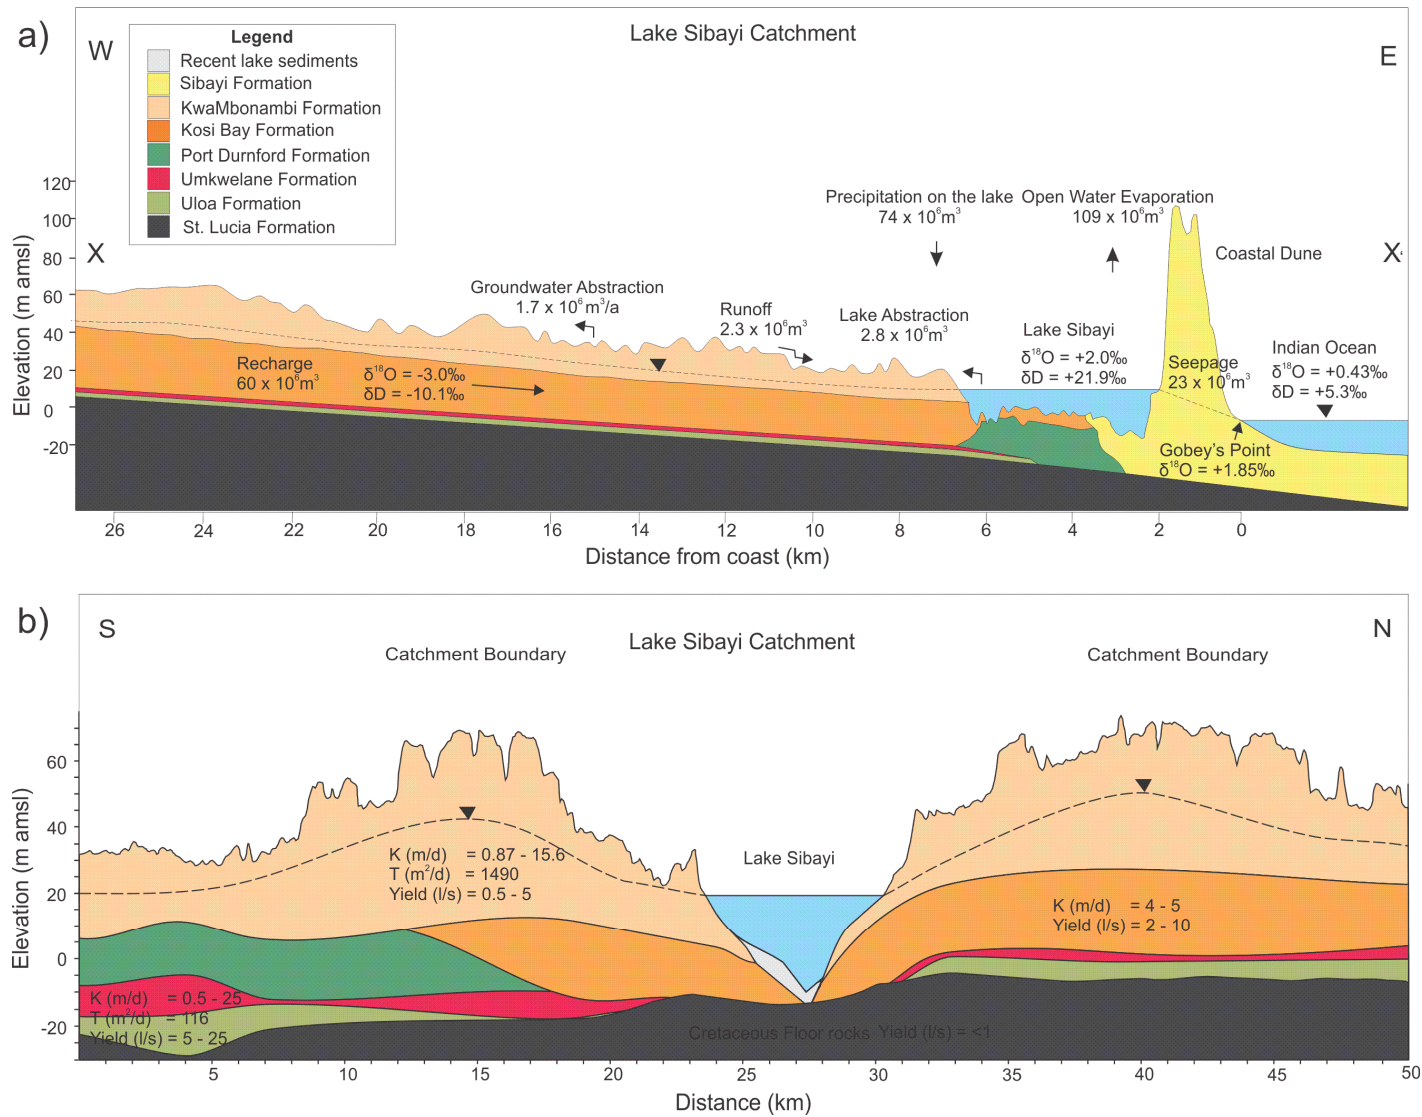 a)
W
Lake Sibayi Catchment
E
Legend
Recent lake sediments
Sibayi Formation
KwaMbonambi Formation
Kosi Bay Formation
Port Durnford Formation
Umkwelane Formation
Uloa Formation
St. Lucia Formation
X
X'
Elevation (m amsl)
120
100
80
60
40
20
0
-20
Precipitation on the lake
74 x 10⁶m³
Open Water Evaporation
109 x 10⁶m³
Coastal Dune
Groundwater Abstraction
1.7 x 10⁶m³/a
Runoff
2.3 x 10⁶m³
Lake Abstraction
2.8 x 10⁶m³
Lake Sibayi
δ¹⁸O = +2.0‰
δD = +21.9‰
Seepage
23 x 10⁶m³
Indian Ocean
δ¹⁸O = +0.43‰
δD = +5.3‰
Recharge
60 x 10⁶m³
δ¹⁸O = -3.0‰
δD = -10.1‰
Gobey's Point
δ¹⁸O = +1.85‰
26 24 22 20 18 16 14 12 10 8 6 4 2 0
Distance from coast (km)
b)
S
Lake Sibayi Catchment
N
Catchment Boundary
Catchment Boundary
Elevation (m amsl)
60
40
20
0
-20
K (m/d) = 0.87 - 15.6
T (m²/d) = 1490
Yield (l/s) = 0.5 - 5
Lake Sibayi
K (m/d) = 4 - 5
Yield (l/s) = 2 - 10
K (m/d) = 0.5 - 25
T (m²/d) = 116
Yield (l/s) = 5 - 25
Cretaceous Floor rocks Yield (l/s) = <1
5 10 15 20 25 30 35 40 45 50
Distance (km)